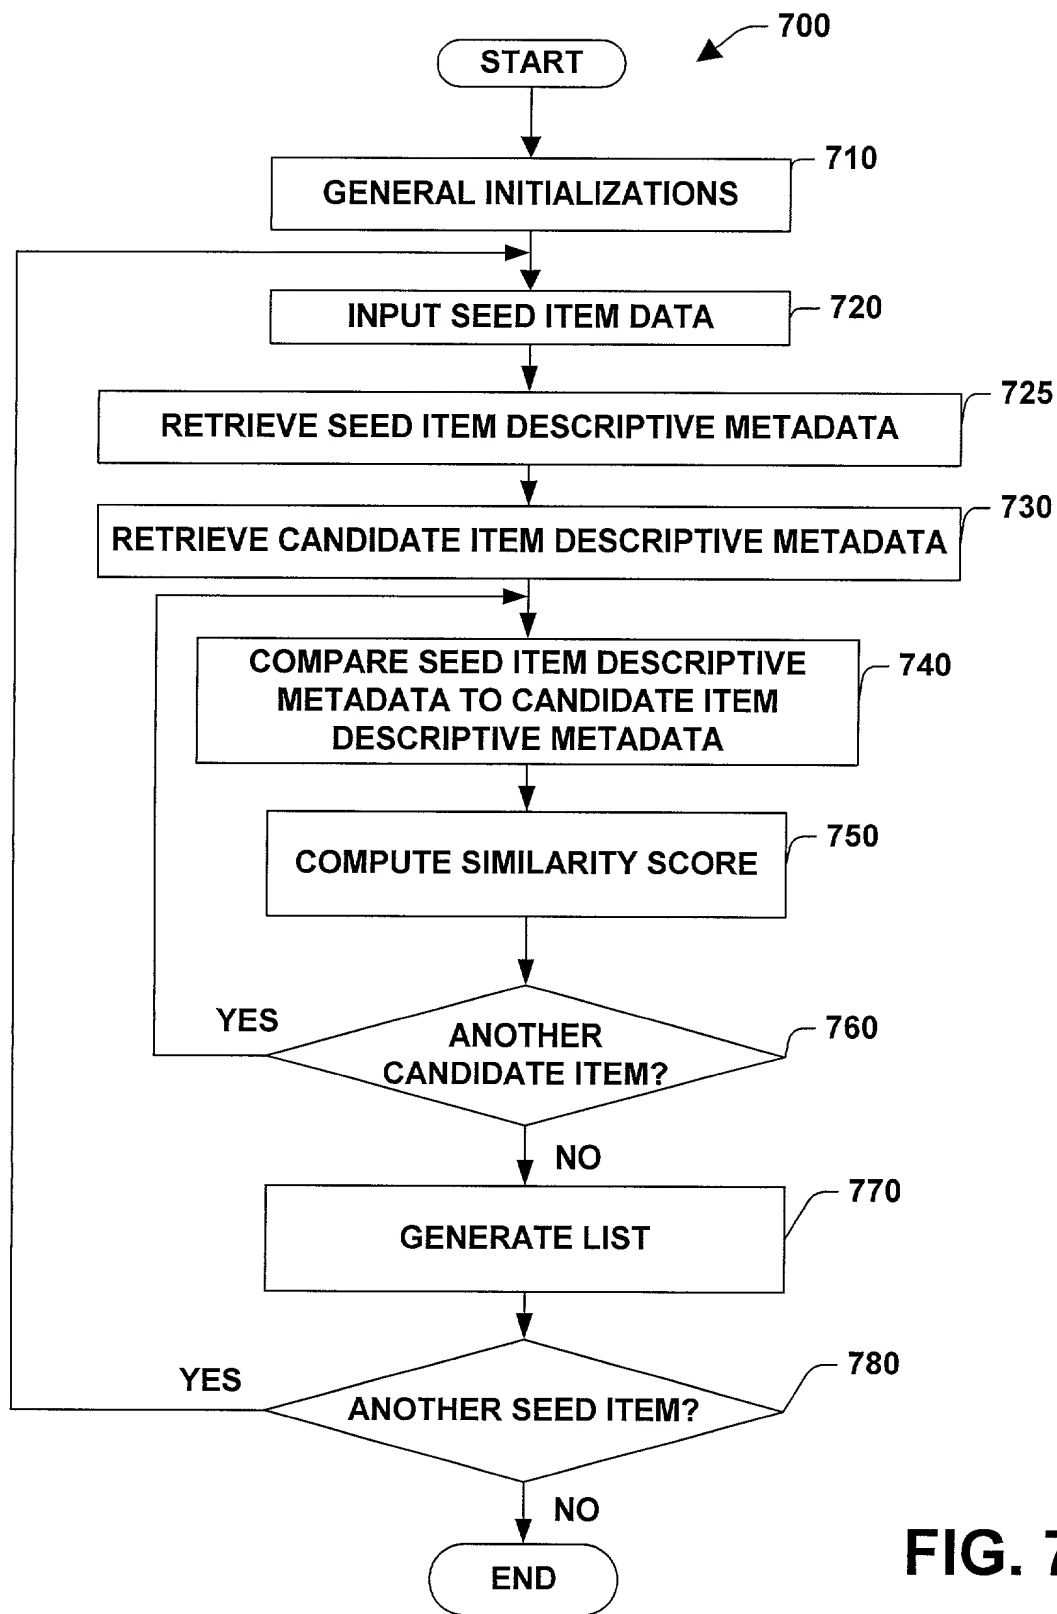 700
START
710
GENERAL INITIALIZATIONS
INPUT SEED ITEM DATA
720
725
RETRIEVE SEED ITEM DESCRIPTIVE METADATA
730
RETRIEVE CANDIDATE ITEM DESCRIPTIVE METADATA
COMPARE SEED ITEM DESCRIPTIVE
METADATA TO CANDIDATE ITEM
DESCRIPTIVE METADATA
740
750
COMPUTE SIMILARITY SCORE
YES
760
ANOTHER
CANDIDATE ITEM?
NO
770
GENERATE LIST
YES
780
ANOTHER SEED ITEM?
NO
END
FIG. 7